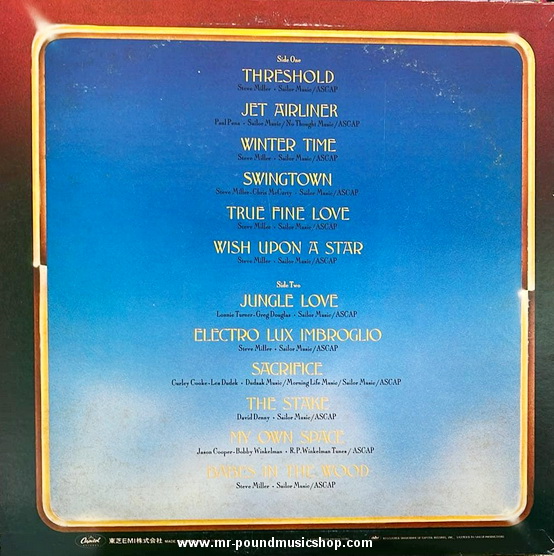 Side One
THRESHOLD
Steve Miller • Sailor Music/ASCAP
JET AIRLINER
Paul Pena • Sailor Music/No Thought Music/ASCAP
WINTER TIME
Steve Miller • Sailor Music/ASCAP
SWINGTOWN
Steve Miller-Chris McCarty • Sailor Music/ASCAP
TRUE FINE LOVE
Steve Miller • Sailor Music/ASCAP
WISH UPON A STAR
Steve Miller • Sailor Music/ASCAP
Side Two
JUNGLE LOVE
Lonnie Turner-Greg Douglas • Sailor Music/ASCAP
ELECTRO LUX IMBROGLIO
Steve Miller • Sailor Music/ASCAP
SACRIFICE
Curley Cooke-Les Dudek • Dudaak Music/Morning Life Music/Sailor Music/ASCAP
THE STAKE
David Denny • Sailor Music/ASCAP
MY OWN SPACE
Jason Cooper-Bobby Winkelman • R.P. Winkelman Tunes/ASCAP
BABES IN THE WOOD
Steve Miller • Sailor Music/ASCAP
Capitol 東芝EMI株式会社 MADE
www.mr-poundmusicshop.com